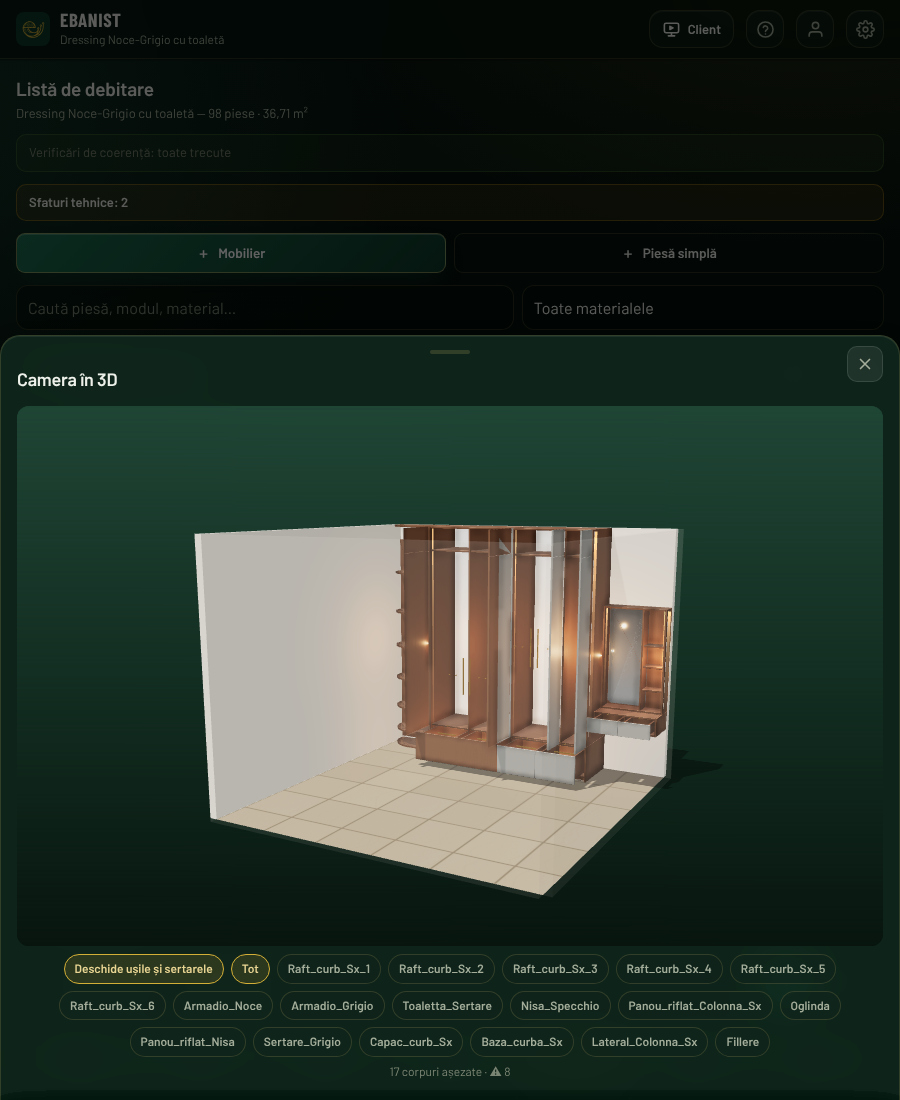 EBANIST
Dressing Noce-Grigio cu toaletă
Client
Listă de debitare
Dressing Noce-Grigio cu toaletă — 98 piese · 36,71 m²
Verificări de coerență: toate trecute
Sfaturi tehnice: 2
+ Mobilier
+ Piesă simplă
Caută piesă, modul, material...
Toate materialele
Camera în 3D
Deschide ușile și sertarele
Tot
Raft_curb_Sx_1
Raft_curb_Sx_2
Raft_curb_Sx_3
Raft_curb_Sx_4
Raft_curb_Sx_5
Raft_curb_Sx_6
Armadio_Noce
Armadio_Grigio
Toaletta_Sertare
Nisa_Specchio
Panou_riflat_Colonna_Sx
Oglinda
Panou_riflat_Nisa
Sertare_Grigio
Capac_curb_Sx
Baza_curba_Sx
Lateral_Colonna_Sx
Fillere
17 corpuri așezate · ⚠ 8